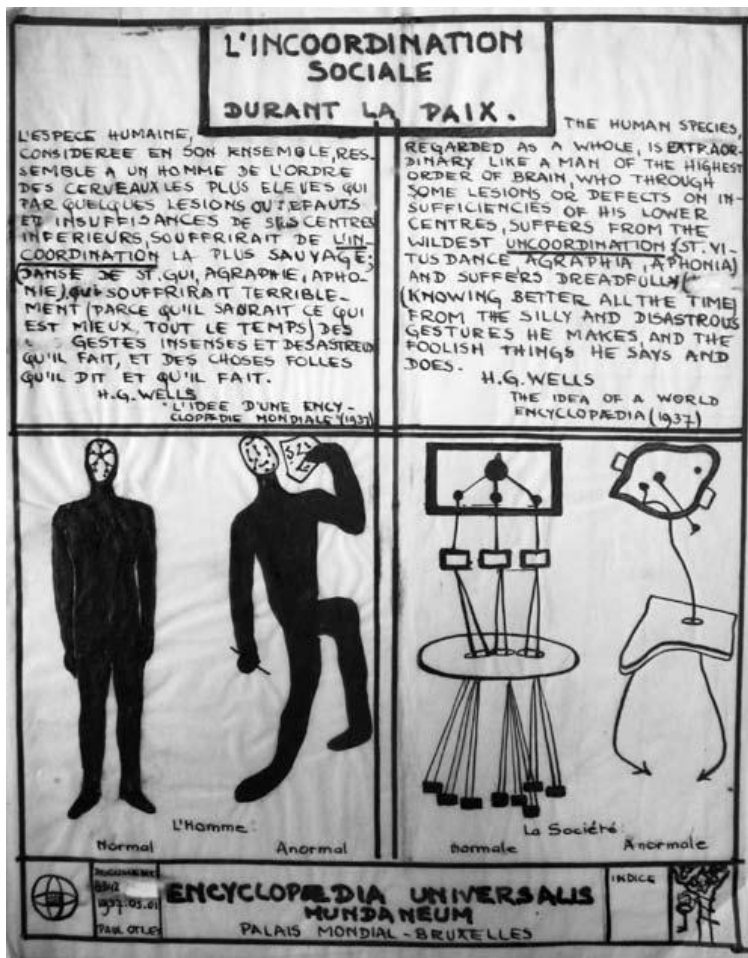 L'INCOORDINATION
SOCIALE
DURANT LA PAIX.
L'ESPECE HUMAINE,
CONSIDEREE EN SON ENSEMBLE, RES-
SEMBLE A UN HOMME DE L'ORDRE
DES CERVEAUX LES PLUS ELEVES QUI
PAR QUELQUES LESIONS OU DEFAUTS
ET INSUFFISANCES DE SES CENTRES
INFERIEURS, SOUFFRIRAIT DE L'IN-
COORDINATION LA PLUS SAUVAGE;
(DANSE DE ST. GUI, AGRAPHIE, APHO-
NIE) QUI SOUFFRIRAIT TERRIBLE-
MENT (PARCE QU'IL SAURAIT CE QUI
EST MIEUX, TOUT LE TEMPS) DES
GESTES INSENSES ET DESASTREUX
QU'IL FAIT, ET DES CHOSES FOLLES
QU'IL DIT ET QU'IL FAIT.
H.G. WELLS
"L'IDEE D'UNE ENCY-
CLOPÆDIE MONDIALE" (1937)
THE HUMAN SPECIES,
REGARDED AS A WHOLE, IS EXTRAOR-
DINARY LIKE A MAN OF THE HIGHEST
ORDER OF BRAIN, WHO THROUGH
SOME LESIONS OR DEFECTS ON IN-
SUFFICIENCIES OF HIS LOWER
CENTRES, SUFFERS FROM THE
WILDEST UNCOORDINATION; (ST. VI-
TUS DANCE AGRAPHIA, APHONIA)
AND SUFFERS DREADFULLY
(KNOWING BETTER ALL THE TIME)
FROM THE SILLY AND DISASTROUS
GESTURES HE MAKES, AND THE
FOOLISH THINGS HE SAYS AND
DOES.
H.G. WELLS
THE IDEA OF A WORLD
ENCYCLOPÆDIA (1937)
L'Homme:
Normal Anormal
La Société:
normale Anormale
DOCUMENT
1937.05.01
PAUL OTLET
ENCYCLOPÆDIA UNIVERSALIS
MUNDANEUM
PALAIS MONDIAL - BRUXELLES
INDICE